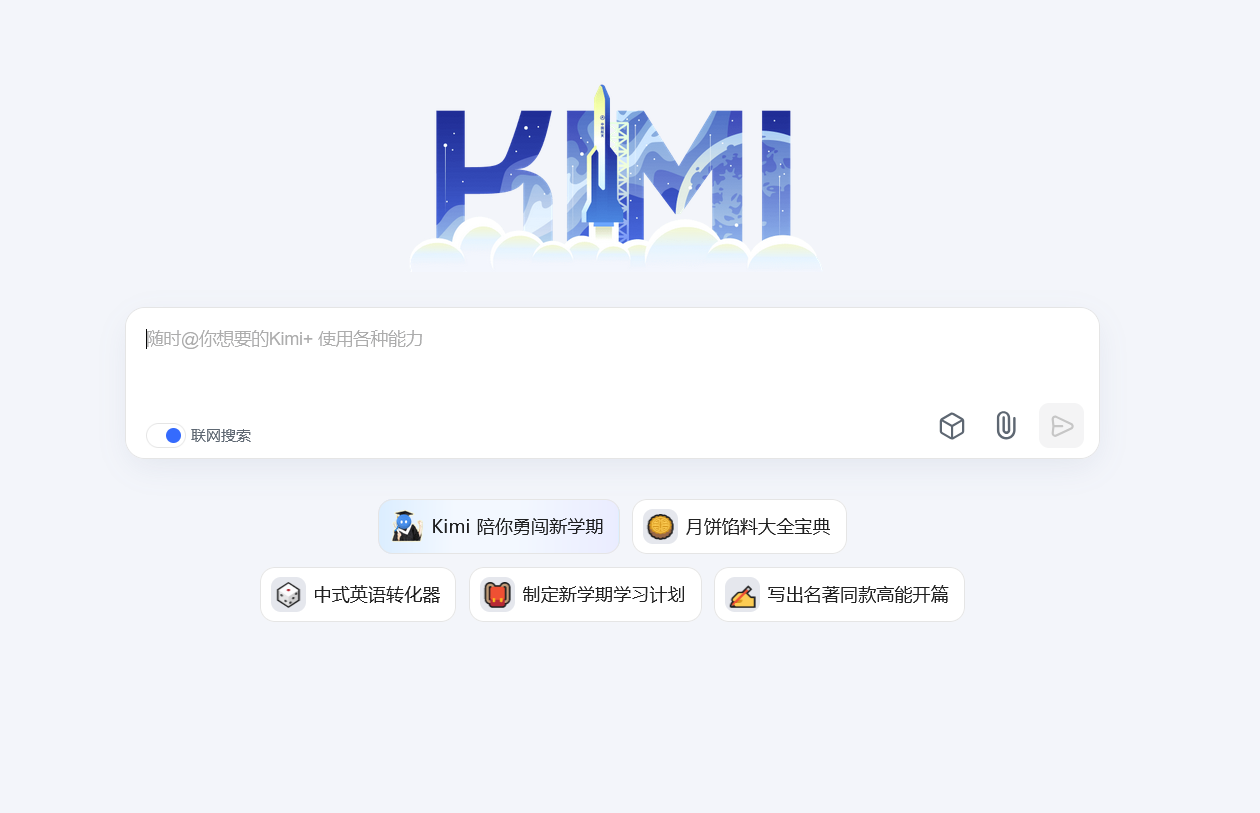 KIMI
随时@你想要的Kimi+ 使用各种能力
联网搜索
Kimi 陪你勇闯新学期
月饼馅料大全宝典
中式英语转化器
制定新学期学习计划
写出名著同款高能开篇